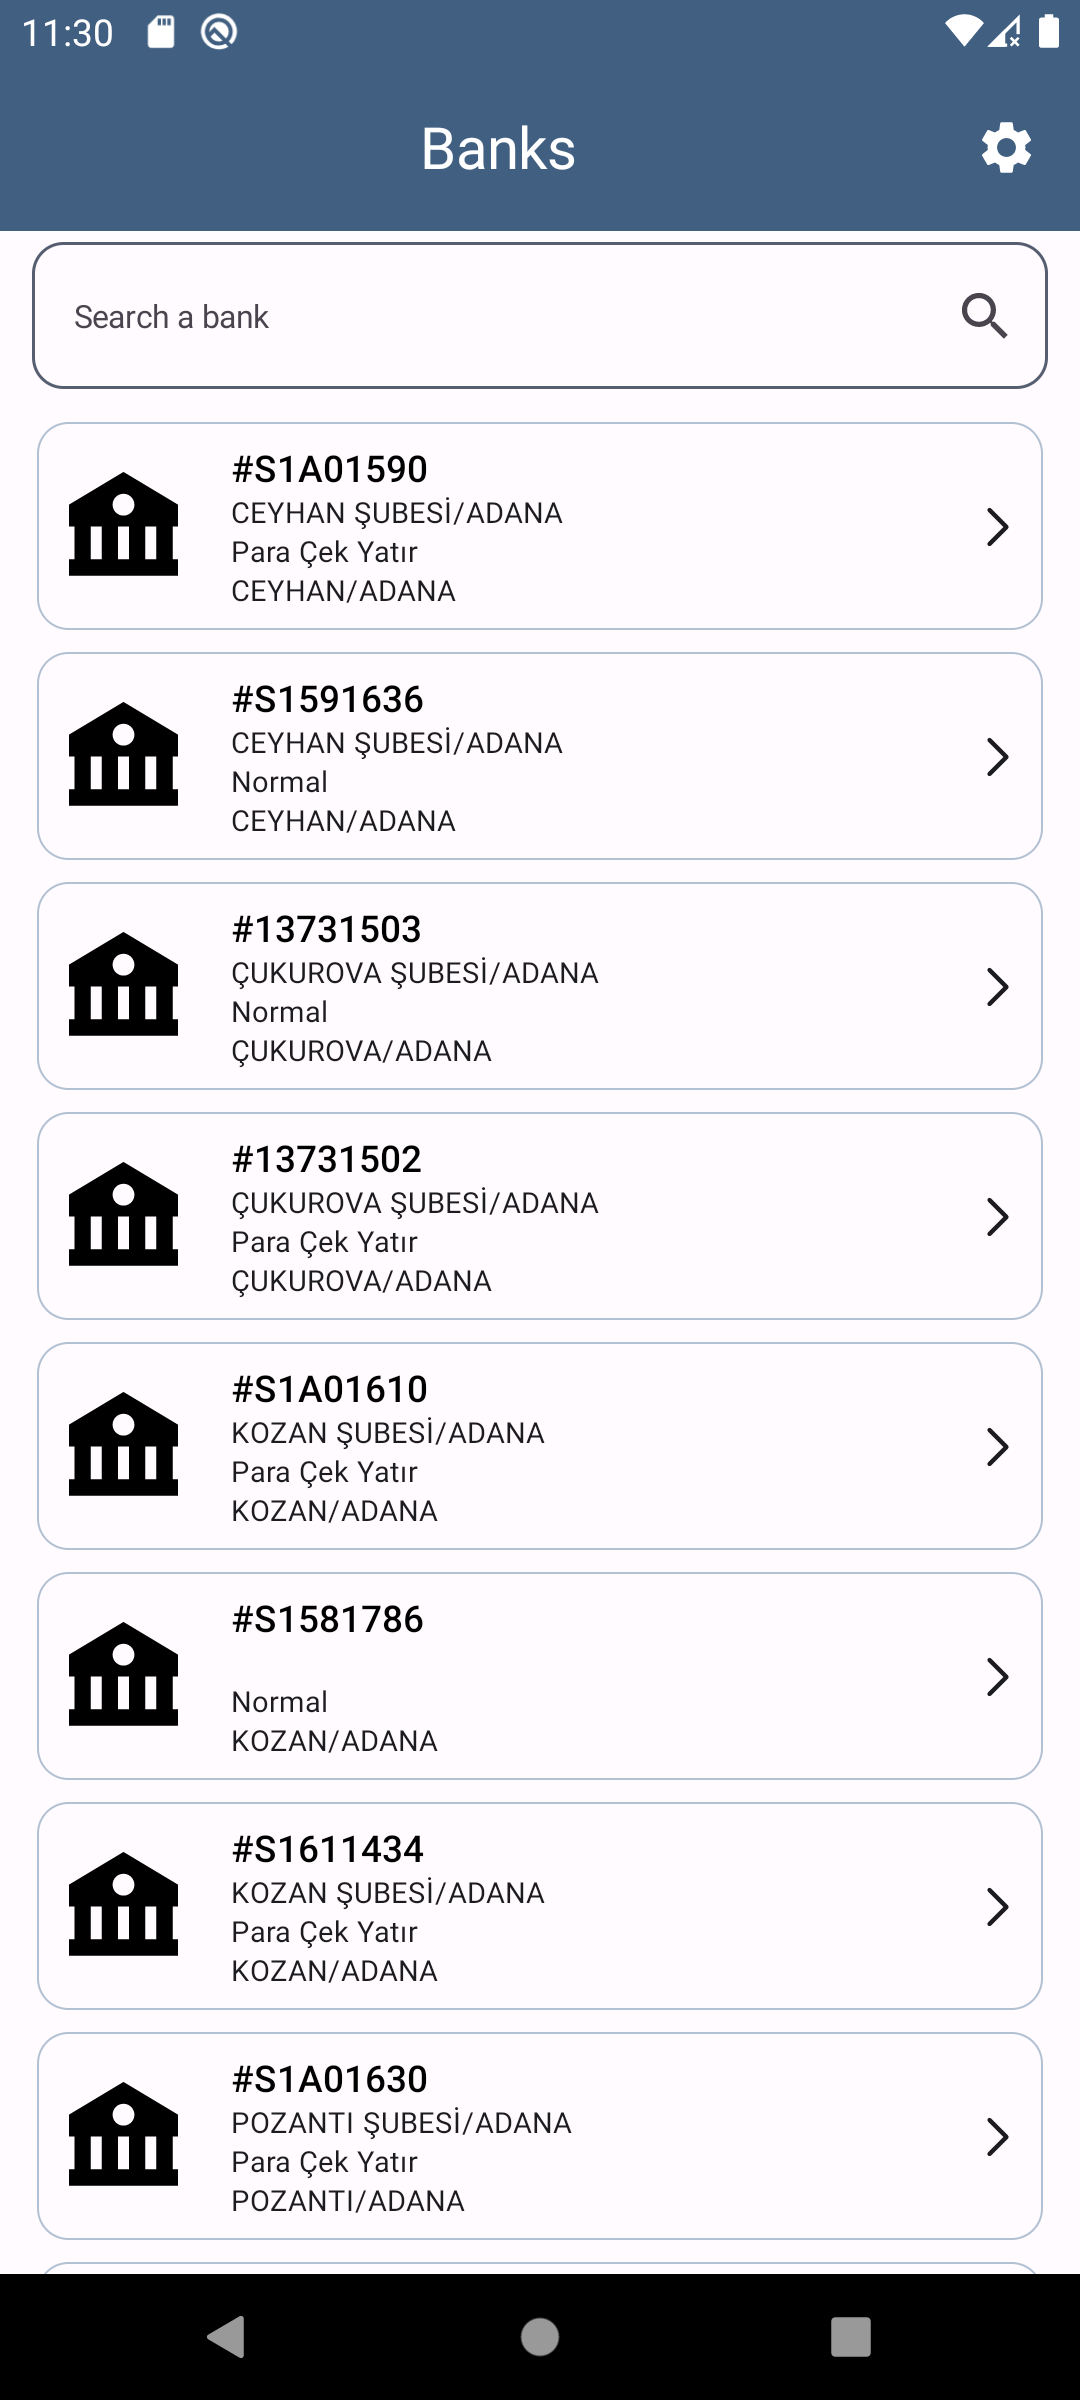 11:30
Banks
Search a bank
#S1A01590
CEYHAN ŞUBESİ/ADANA
Para Çek Yatır
CEYHAN/ADANA
#S1591636
CEYHAN ŞUBESİ/ADANA
Normal
CEYHAN/ADANA
#13731503
ÇUKUROVA ŞUBESİ/ADANA
Normal
ÇUKUROVA/ADANA
#13731502
ÇUKUROVA ŞUBESİ/ADANA
Para Çek Yatır
ÇUKUROVA/ADANA
#S1A01610
KOZAN ŞUBESİ/ADANA
Para Çek Yatır
KOZAN/ADANA
#S1581786
Normal
KOZAN/ADANA
#S1611434
KOZAN ŞUBESİ/ADANA
Para Çek Yatır
KOZAN/ADANA
#S1A01630
POZANTI ŞUBESİ/ADANA
Para Çek Yatır
POZANTI/ADANA